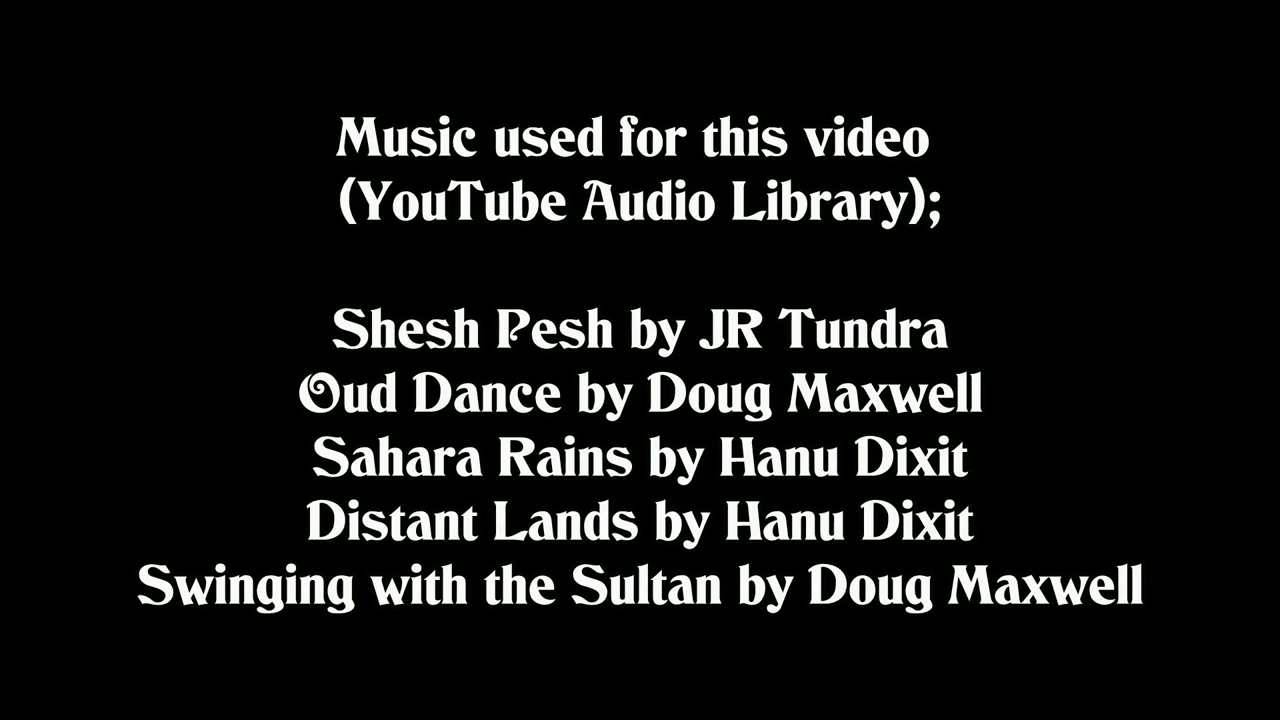 Music used for this video
(YouTube Audio Library);
Shesh Pesh by JR Tundra
Oud Dance by Doug Maxwell
Sahara Rains by Hanu Dixit
Distant Lands by Hanu Dixit
Swinging with the Sultan by Doug Maxwell